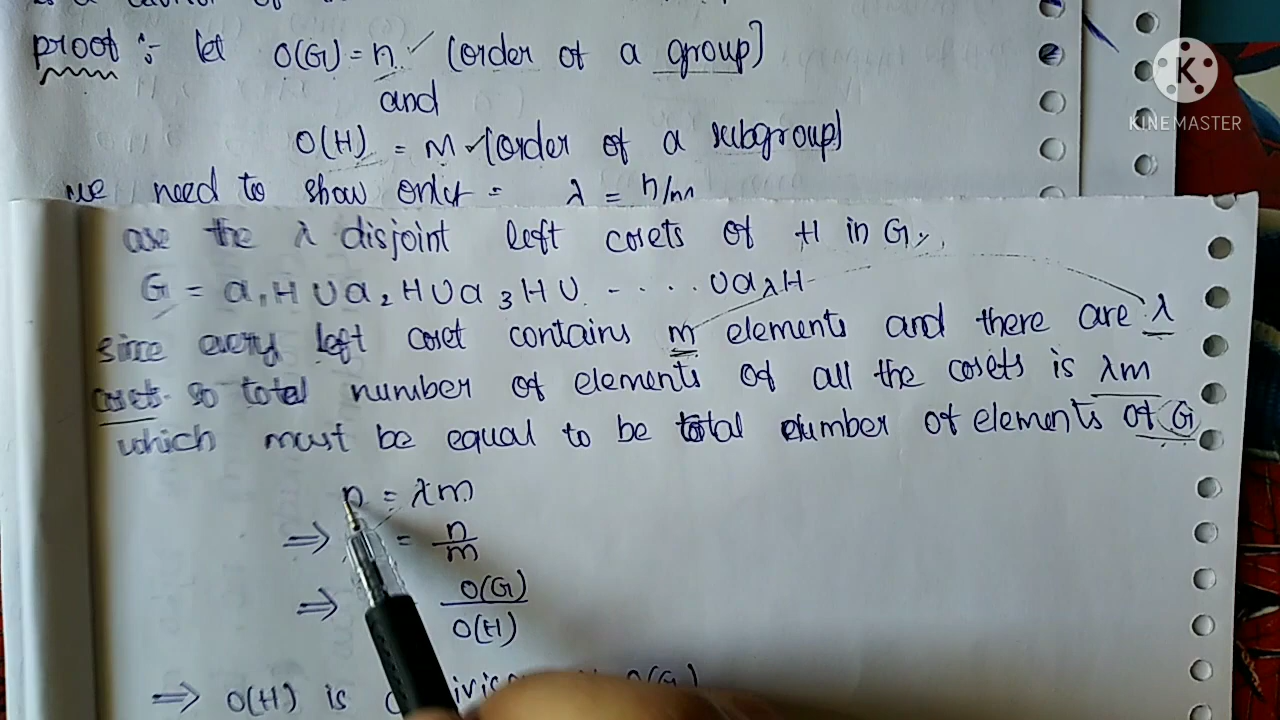 proof :- let O(G) = n (order of a group)
K
KINEMASTER
and
O(H) = m (order of a subgroup)
we need to show only = λ = n/m
are the λ disjoint left cosets of H in G
G = a₁H ∪ a₂H ∪ a₃H ∪ ..... ∪ aλH
since every left coset contains m elements and there are λ
cosets so total number of elements of all the cosets is λm
which must be equal to be total number of elements of G
n = λm
⇒ = n/m
⇒ O(G)/O(H)
⇒ O(H) is O(G)